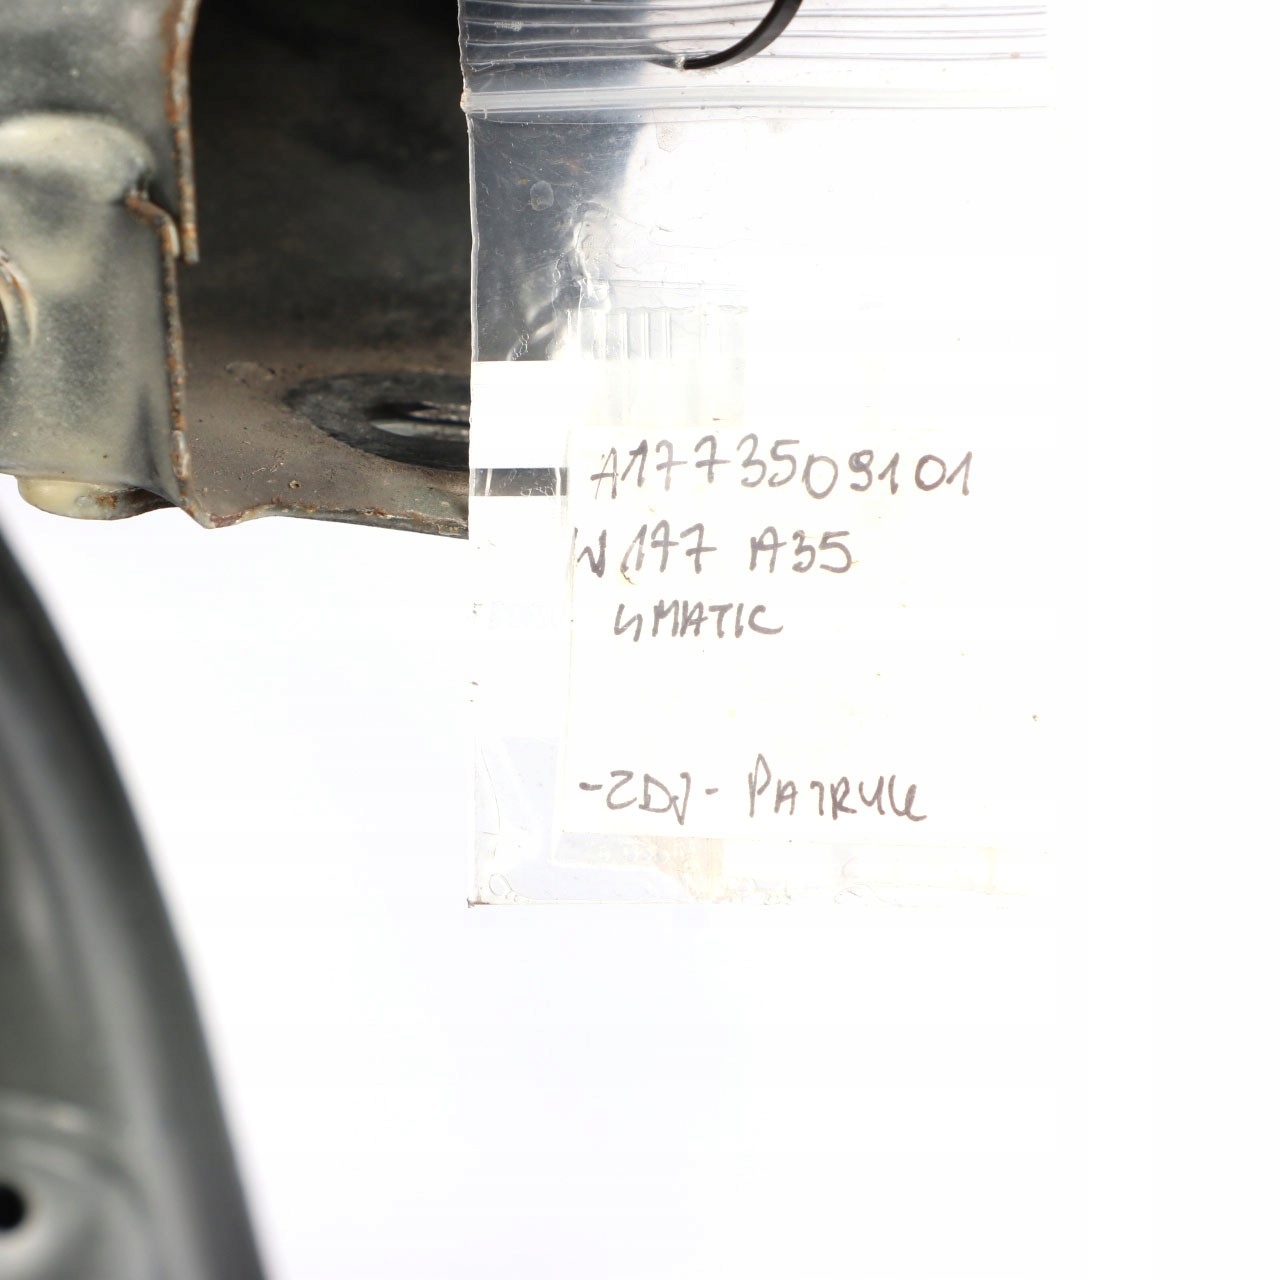 A1773509101
W177 A35
4MATIC
-ZDJ- PATRYK